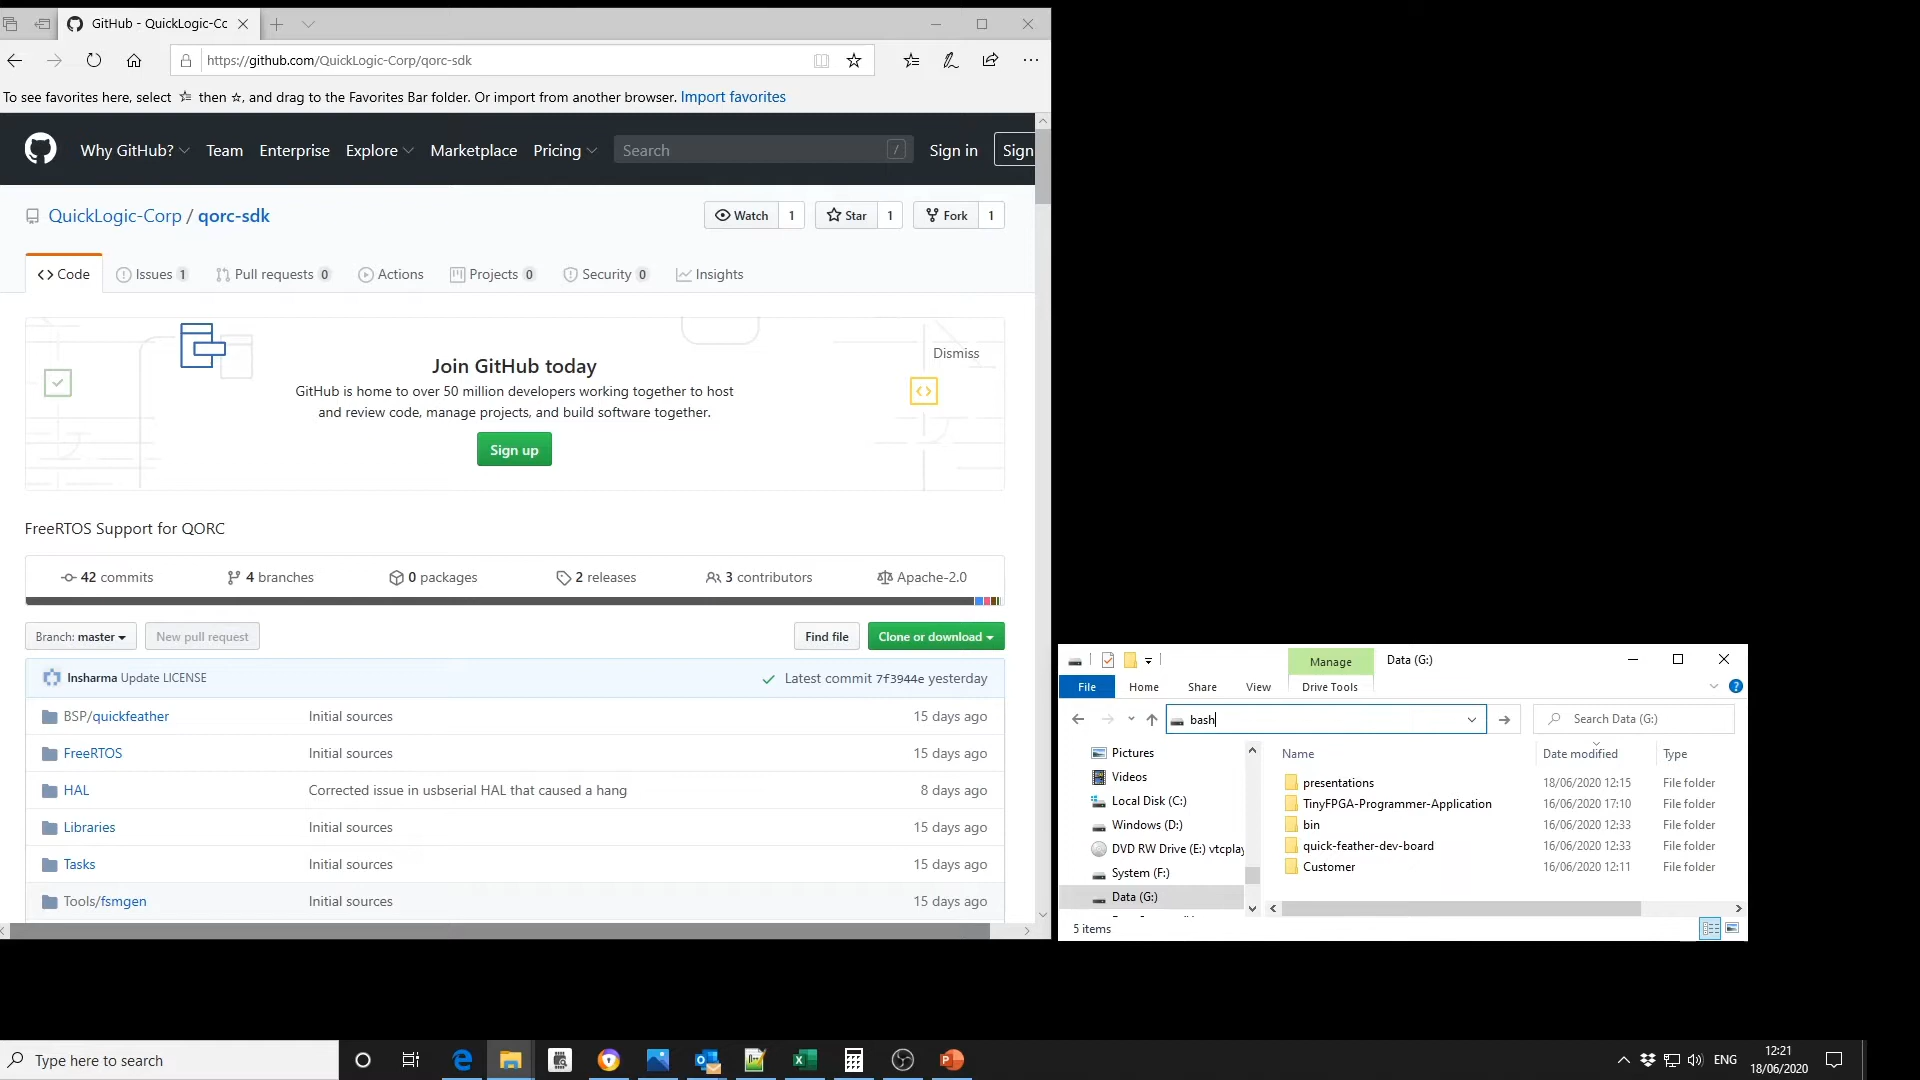 GitHub - QuickLogic-Cc
https://github.com/QuickLogic-Corp/qorc-sdk
To see favorites here, select then ☆, and drag to the Favorites Bar folder. Or import from another browser. Import favorites
Why GitHub? Team Enterprise Explore Marketplace Pricing Search / Sign in Sign
QuickLogic-Corp / qorc-sdk
Watch 1 Star 1 Fork 1
<> Code Issues 1 Pull requests 0 Actions Projects 0 Security 0 Insights
Join GitHub today
Dismiss
GitHub is home to over 50 million developers working together to host
and review code, manage projects, and build software together.
Sign up
FreeRTOS Support for QORC
42 commits 4 branches 0 packages 2 releases 3 contributors Apache-2.0
Branch: master New pull request Find file Clone or download
lnsharma Update LICENSE Latest commit 7f3944e yesterday
BSP/quickfeather Initial sources 15 days ago
FreeRTOS Initial sources 15 days ago
HAL Corrected issue in usbserial HAL that caused a hang 8 days ago
Libraries Initial sources 15 days ago
Tasks Initial sources 15 days ago
Tools/fsmgen Initial sources 15 days ago
Manage Data (G:)
File Home Share View Drive Tools
bash Search Data (G:)
Name Date modified Type
Pictures
Videos
Local Disk (C:)
Windows (D:)
DVD RW Drive (E:) vtcplay
System (F:)
Data (G:)
presentations 18/06/2020 12:15 File folder
TinyFPGA-Programmer-Application 16/06/2020 17:10 File folder
bin 16/06/2020 12:33 File folder
quick-feather-dev-board 16/06/2020 12:33 File folder
Customer 16/06/2020 12:11 File folder
5 items
Type here to search
ENG
12:21
18/06/2020